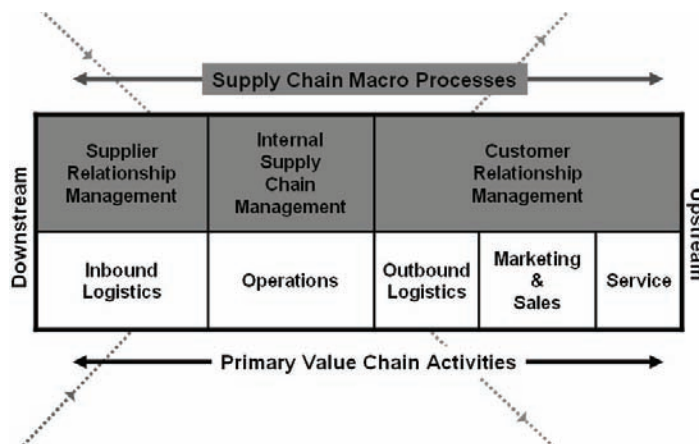 Supply Chain Macro Processes
Downstream
Supplier
Relationship
Management
Internal
Supply
Chain
Management
Customer
Relationship
Management
Upstream
Inbound
Logistics
Operations
Outbound
Logistics
Marketing
&
Sales
Service
Primary Value Chain Activities